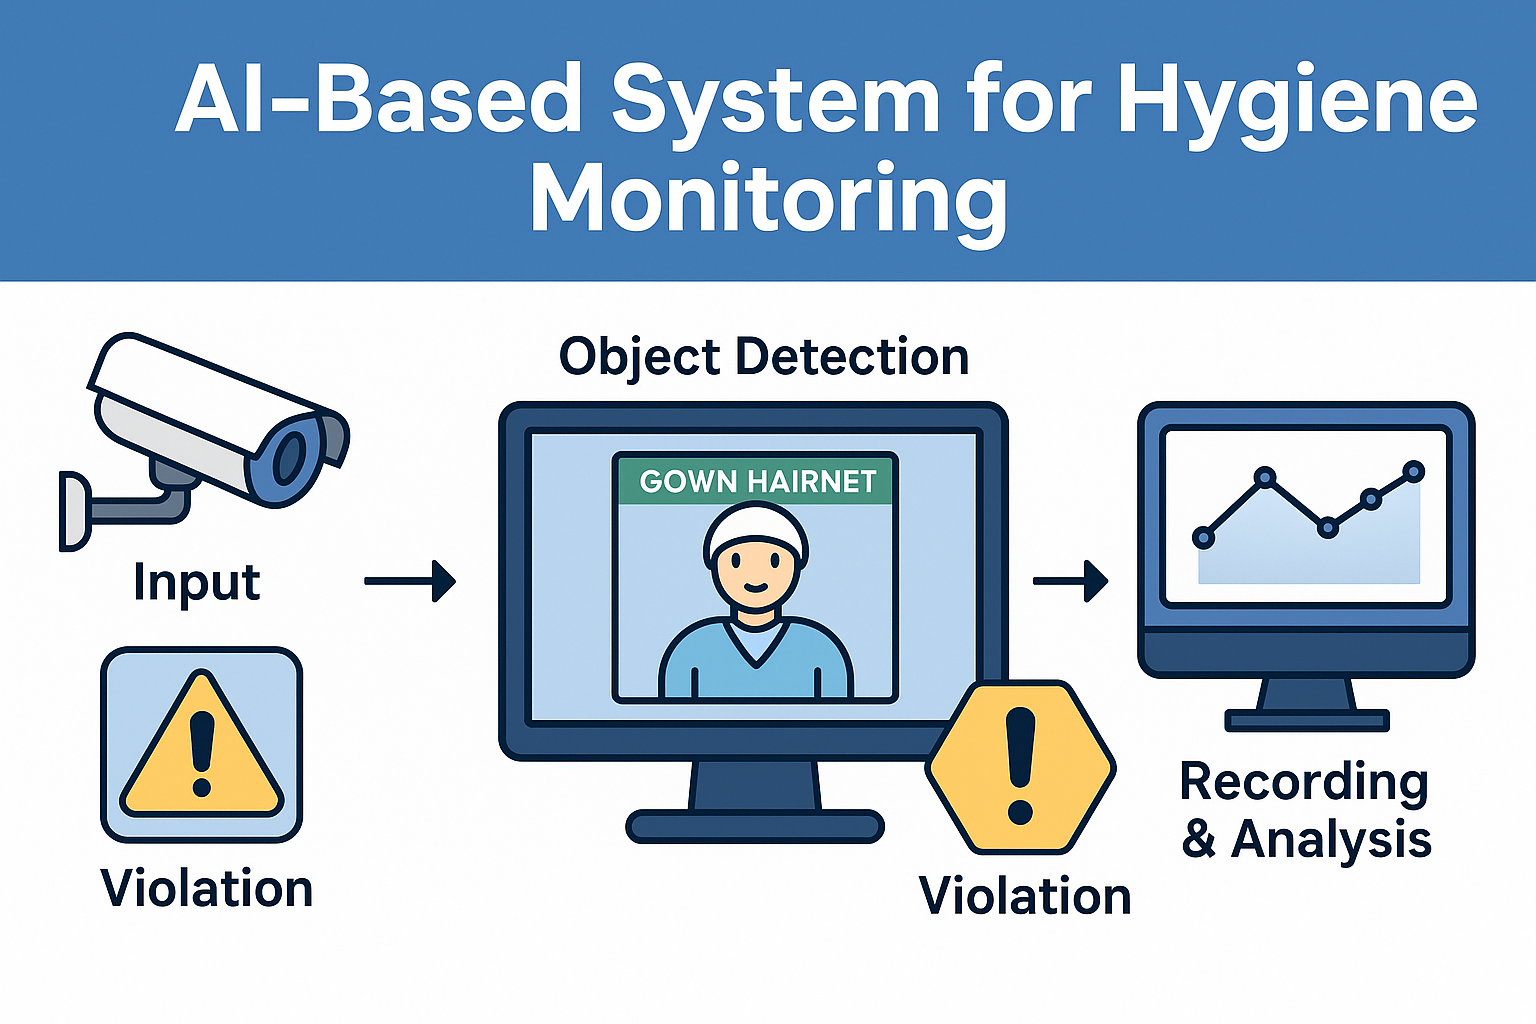 AI-Based System for Hygiene
Monitoring
Object Detection
GOWN HAIRNET
Input
Violation
Violation
Recording
& Analysis